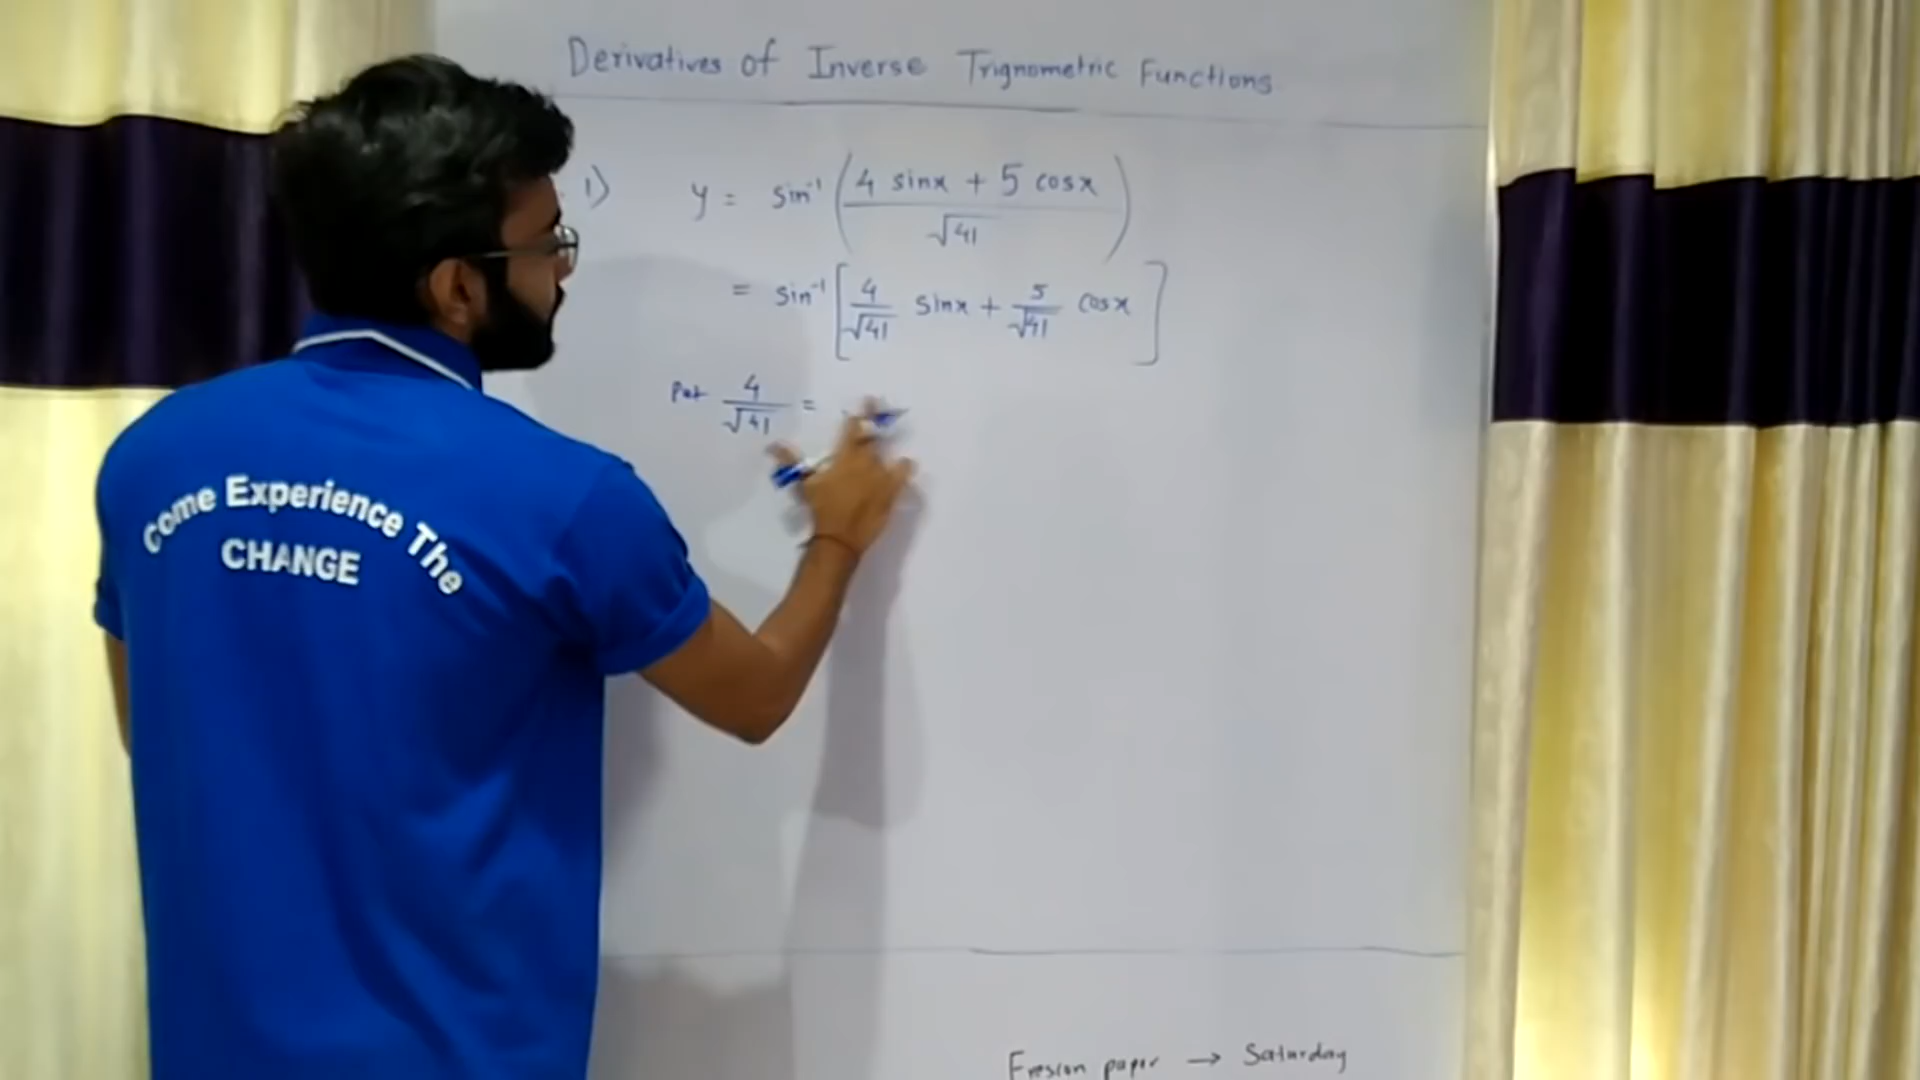 Derivatives of Inverse Trignometric Functions
1) y = sin⁻¹ (4 sinx + 5 cosx / √41)
= sin⁻¹ [4/√41 sinx + 5/√41 cosx]
Put 4/√41 =
Come Experience The
CHANGE
paper → Saturday